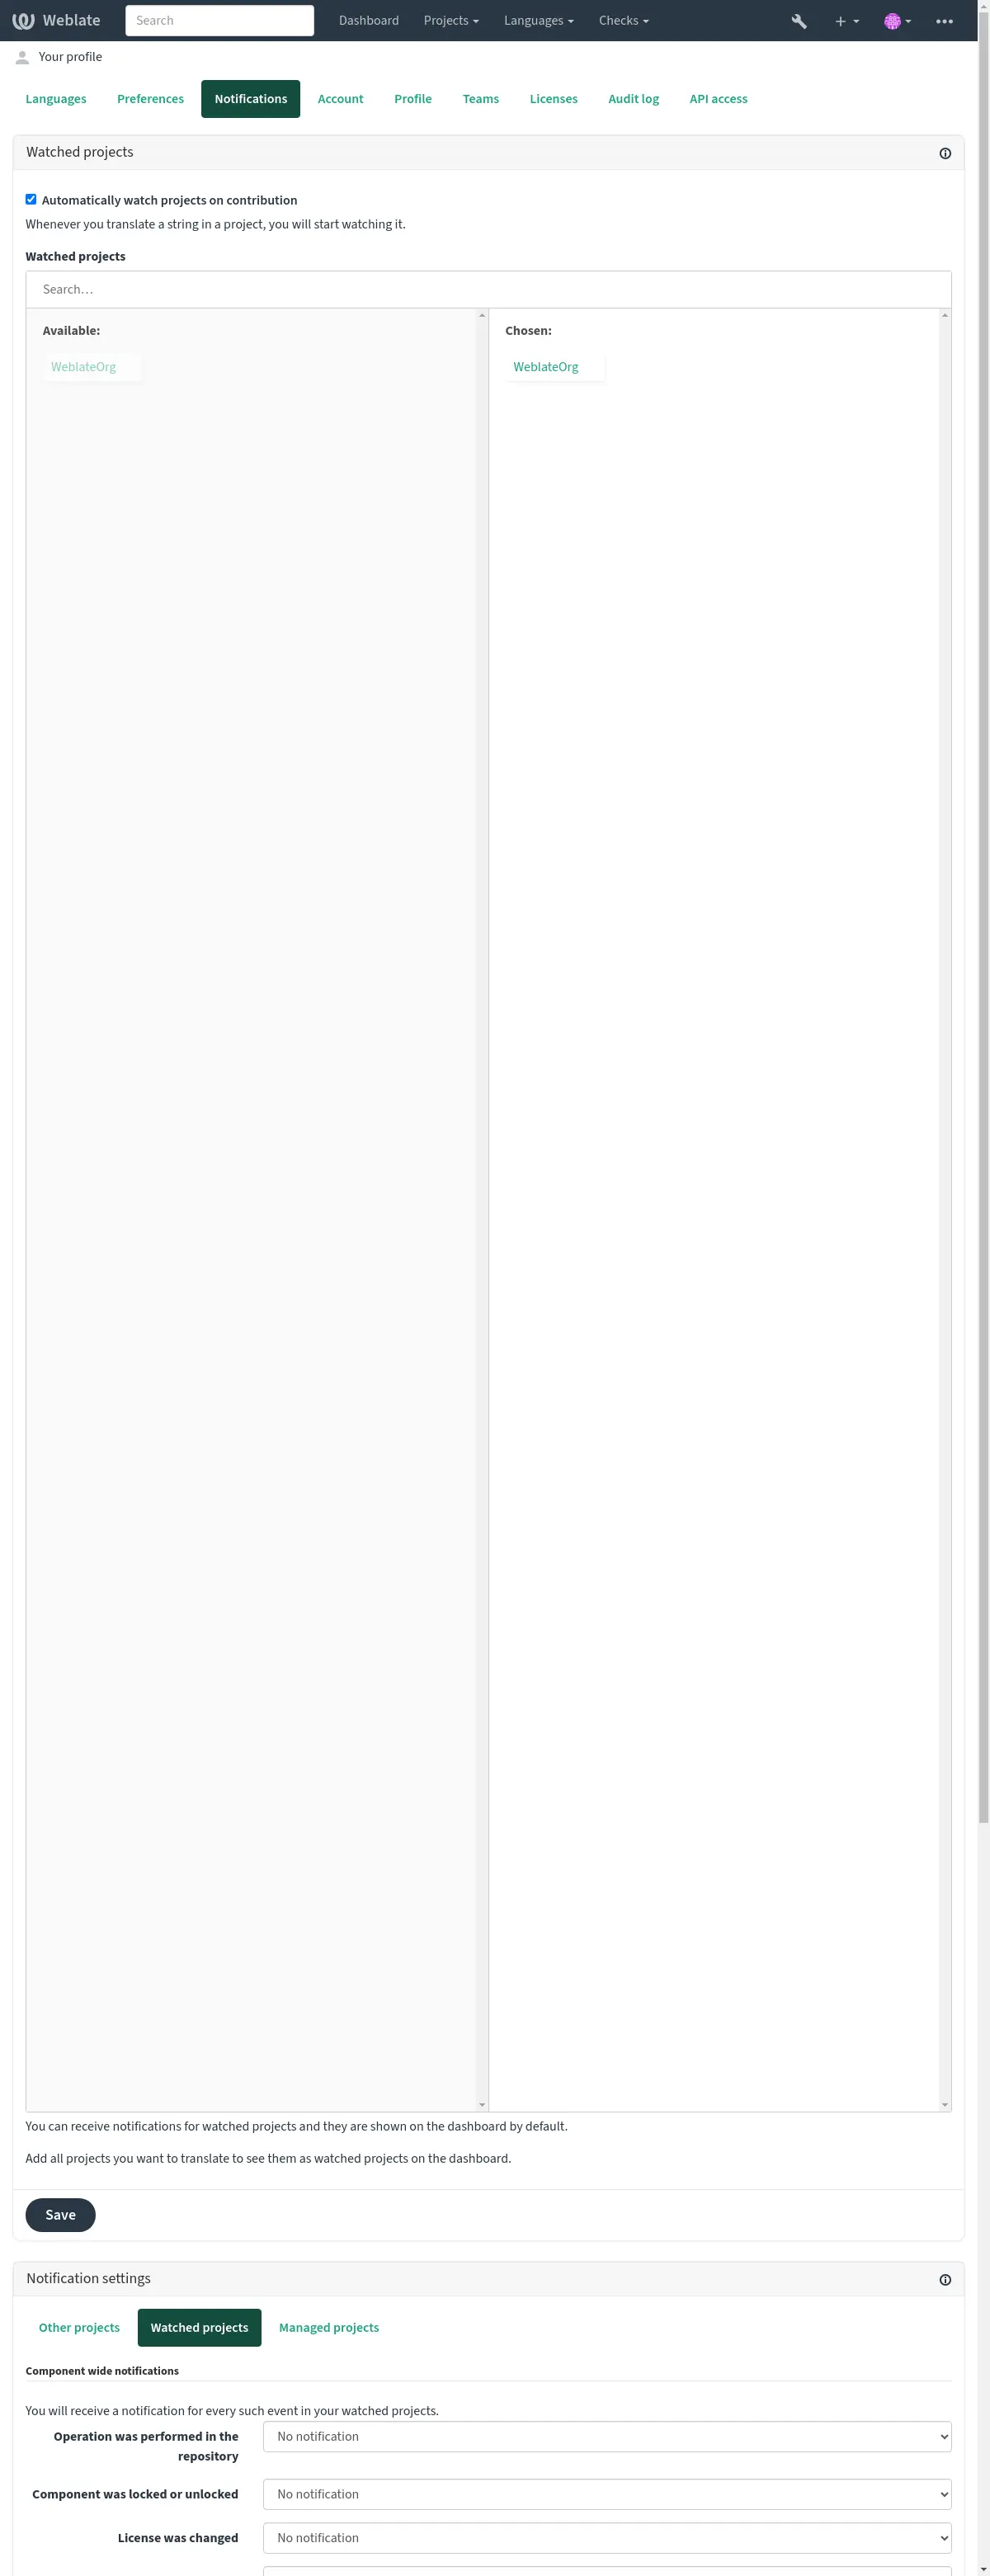 Weblate
Search
Dashboard
Projects
Languages
Checks
Your profile
Languages
Preferences
Notifications
Account
Profile
Teams
Licenses
Audit log
API access
Watched projects
Automatically watch projects on contribution
Whenever you translate a string in a project, you will start watching it.
Watched projects
Search…
Available:
Chosen:
WeblateOrg
WeblateOrg
You can receive notifications for watched projects and they are shown on the dashboard by default.
Add all projects you want to translate to see them as watched projects on the dashboard.
Save
Notification settings
Other projects
Watched projects
Managed projects
Component wide notifications
You will receive a notification for every such event in your watched projects.
Operation was performed in the
repository
No notification
Component was locked or unlocked
No notification
License was changed
No notification